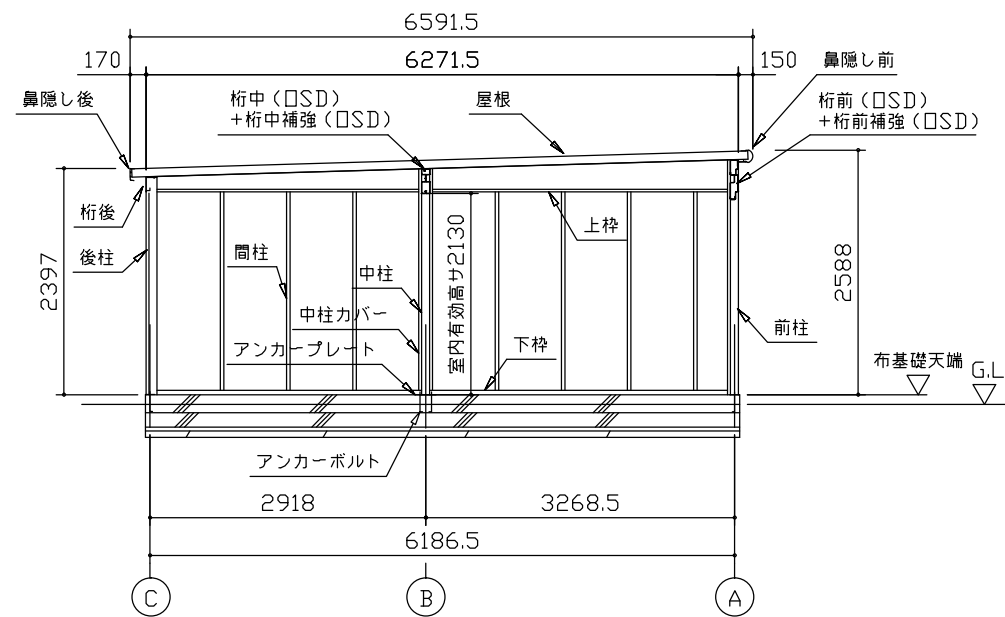 6591.5
170
6271.5
150
鼻隠し前
鼻隠し後
桁中（□SD）
＋桁中補強（□SD）
屋根
桁前（□SD）
＋桁前補強（□SD）
桁後
後柱
間柱
中柱
中柱カバー
アンカープレート
室内有効高サ2130
上枠
下枠
2397
2588
前柱
布基礎天端
G.L
アンカーボルト
2918
3268.5
6186.5
C
B
A